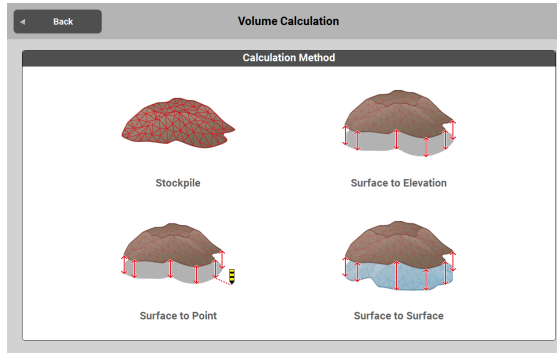 Back
Volume Calculation
Calculation Method
Stockpile
Surface to Elevation
Surface to Point
Surface to Surface